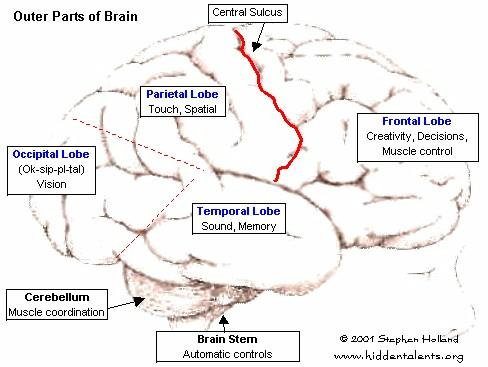 Outer Parts of Brain
Central Sulcus
Parietal Lobe
Touch, Spatial
Frontal Lobe
Creativity, Decisions,
Muscle control
Occipital Lobe
(Ok-sip-pl-tal)
Vision
Temporal Lobe
Sound, Memory
Cerebellum
Muscle coordination
Brain Stem
Automatic controls
© 2001 Stephen Holland
www.hiddentalents.org